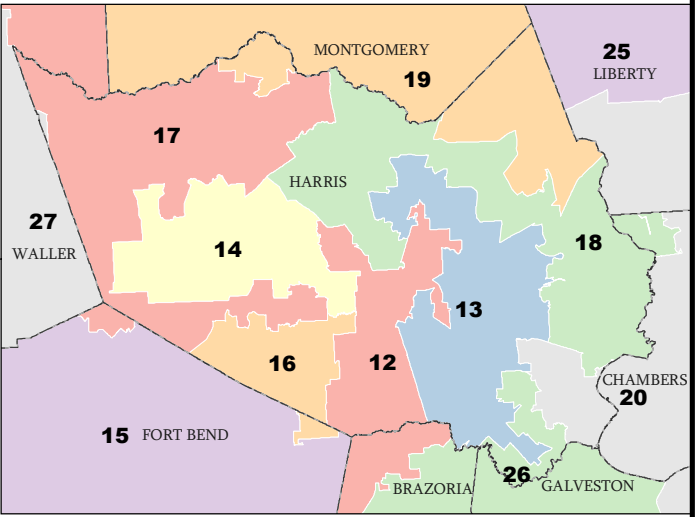 MONTGOMERY
19
25
LIBERTY
17
HARRIS
27
WALLER
14
18
13
16
12
CHAMBERS
20
15 FORT BEND
26
BRAZORIA
GALVESTON